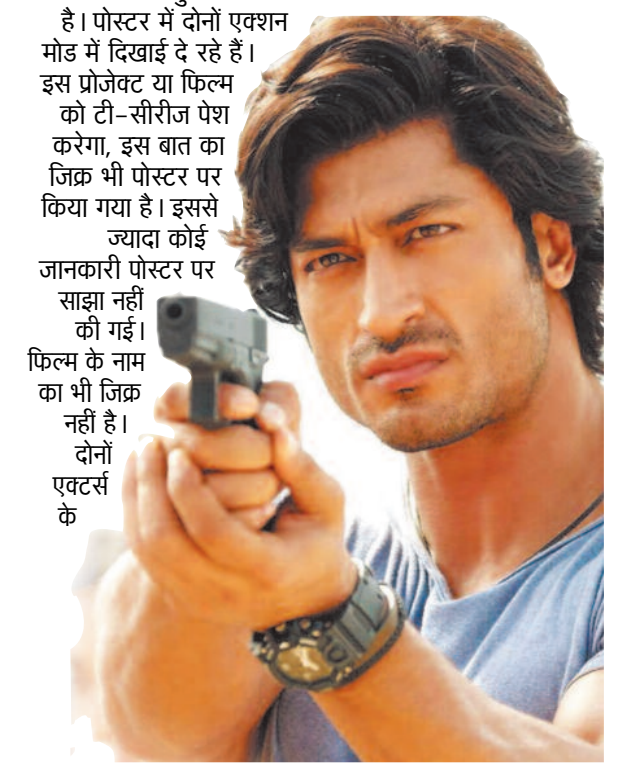 है। पोस्टर में दोनों एक्शन
मोड में दिखाई दे रहे हैं।
इस प्रोजेक्ट या फिल्म
को टी-सीरीज पेश
करेगा, इस बात का
जिक्र भी पोस्टर पर
किया गया है। इससे
ज्यादा कोई
जानकारी पोस्टर पर
साझा नहीं
की गई।
फिल्म के नाम
का भी जिक्र
नहीं है।
दोनों
एक्टर्स
के